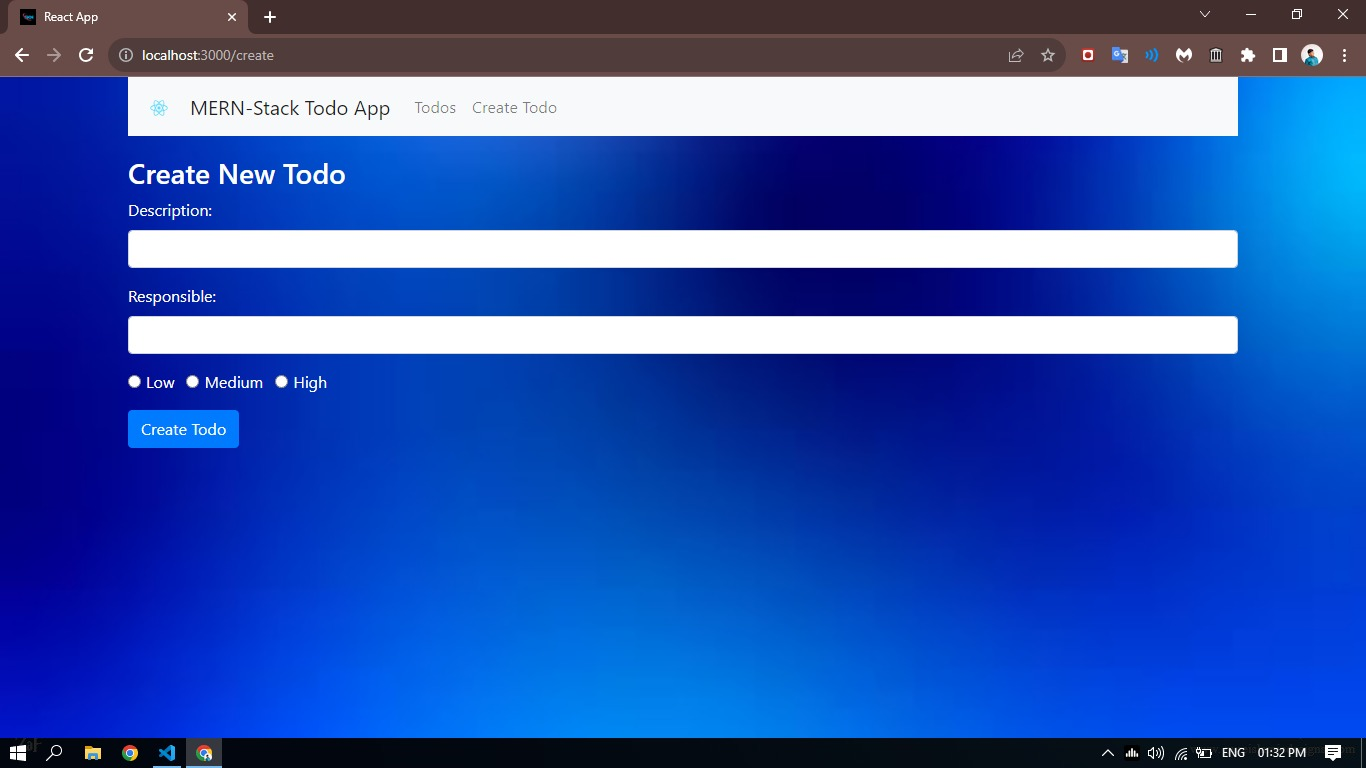 React App
localhost:3000/create
MERN-Stack Todo App Todos Create Todo
Create New Todo
Description:
Responsible:
Low Medium High
Create Todo
ENG 01:32 PM